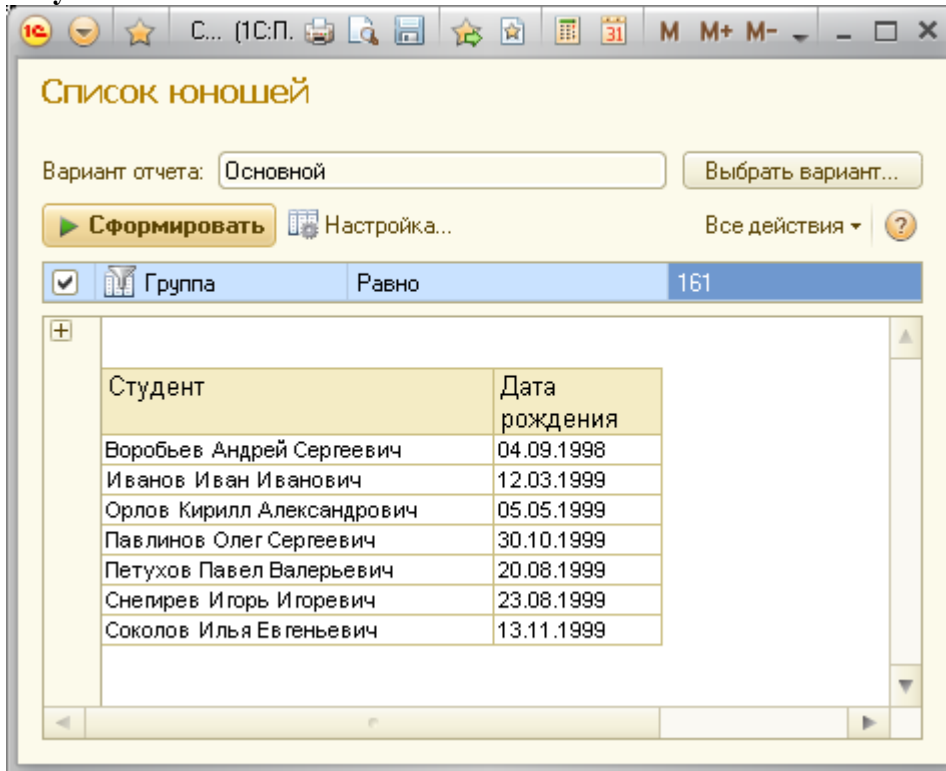 1С С... (1С:П. 31 M M+ M-
Список юношей
Вариант отчета: Основной Выбрать вариант...
Сформировать Настройка... Все действия ?
Группа Равно 161
Студент Дата
рождения
Воробьев Андрей Сергеевич 04.09.1998
Иванов Иван Иванович 12.03.1999
Орлов Кирилл Александрович 05.05.1999
Павлинов Олег Сергеевич 30.10.1999
Петухов Павел Валерьевич 20.08.1999
Снегирев Игорь Игоревич 23.08.1999
Соколов Илья Евгеньевич 13.11.1999